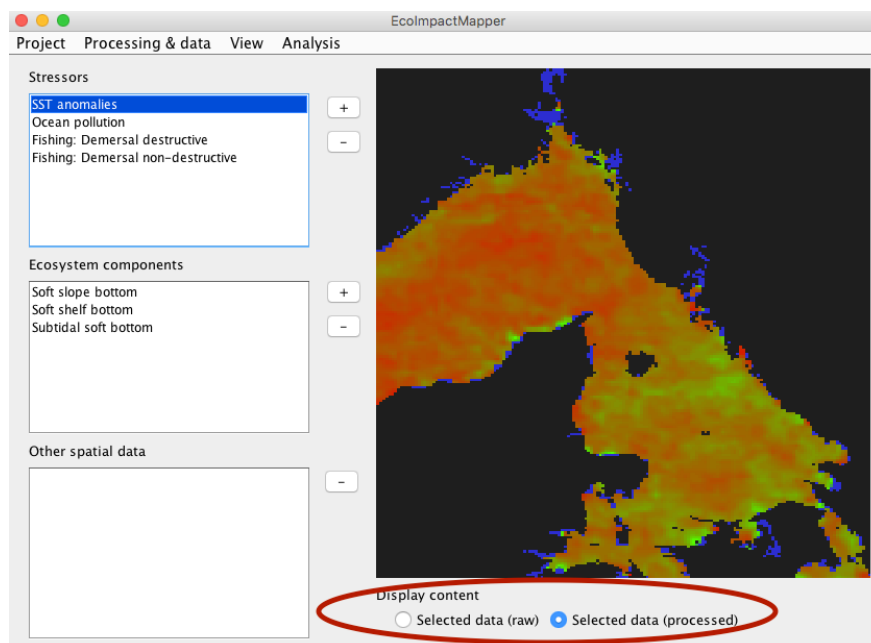 EcoImpactMapper
Project Processing & data View Analysis
Stressors
SST anomalies
Ocean pollution
Fishing: Demersal destructive
Fishing: Demersal non-destructive
+
-
Ecosystem components
Soft slope bottom
Soft shelf bottom
Subtidal soft bottom
+
-
Other spatial data
-
Display content
Selected data (raw) Selected data (processed)